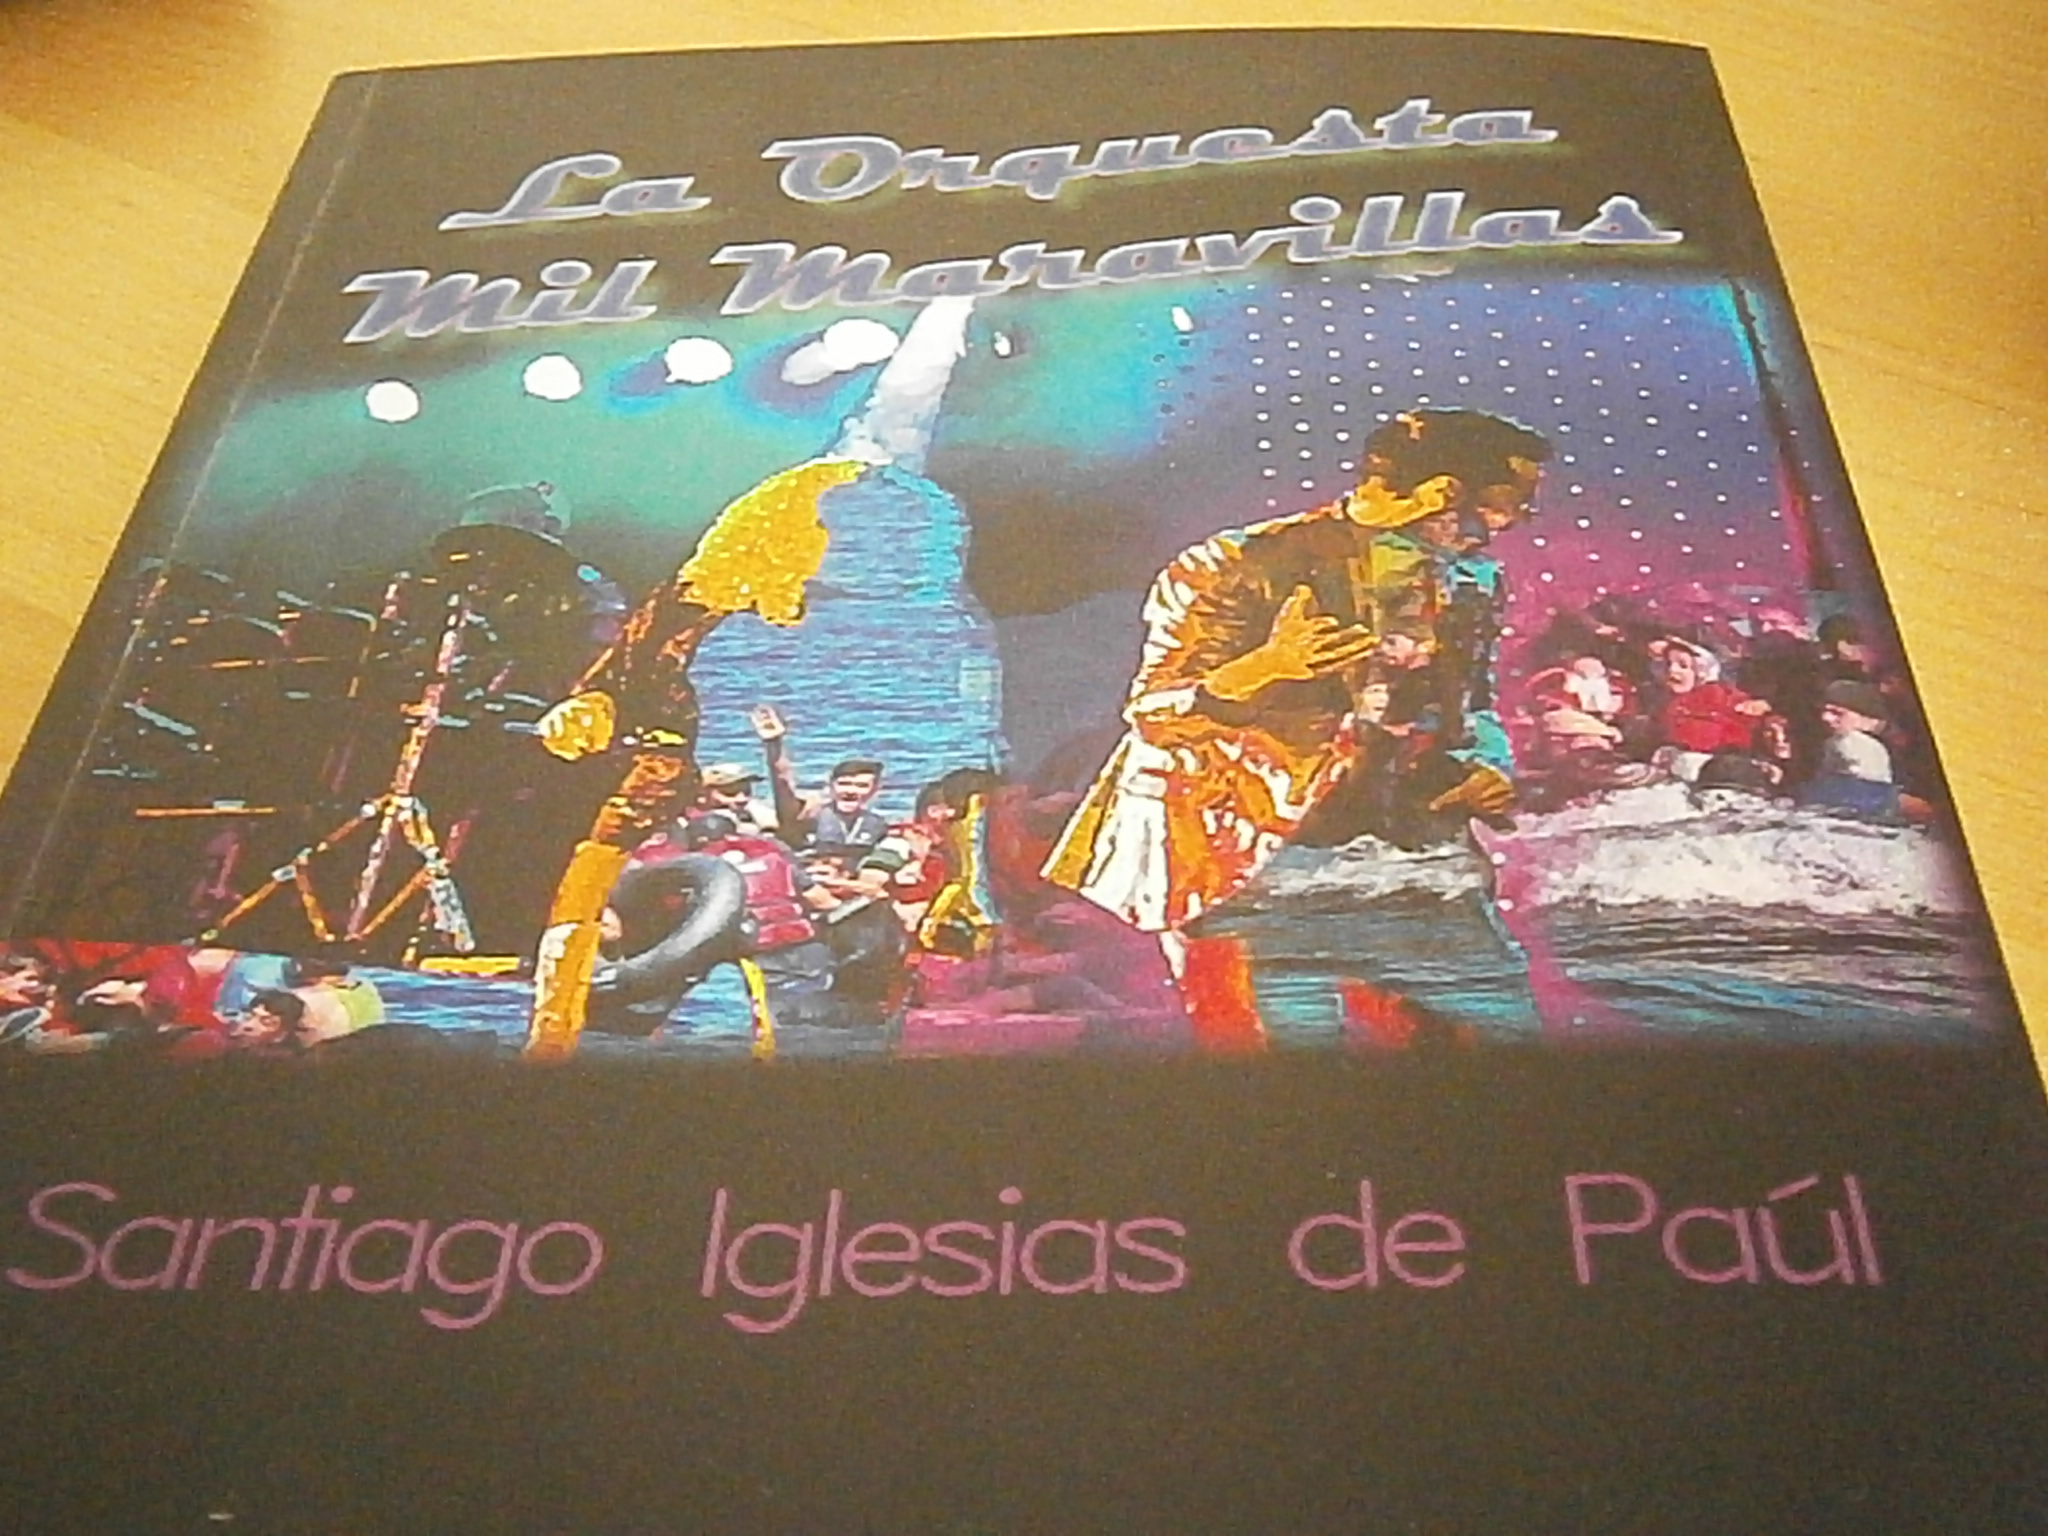 La Orquesta
Mil Maravillas
Santiago Iglesias de Paúl